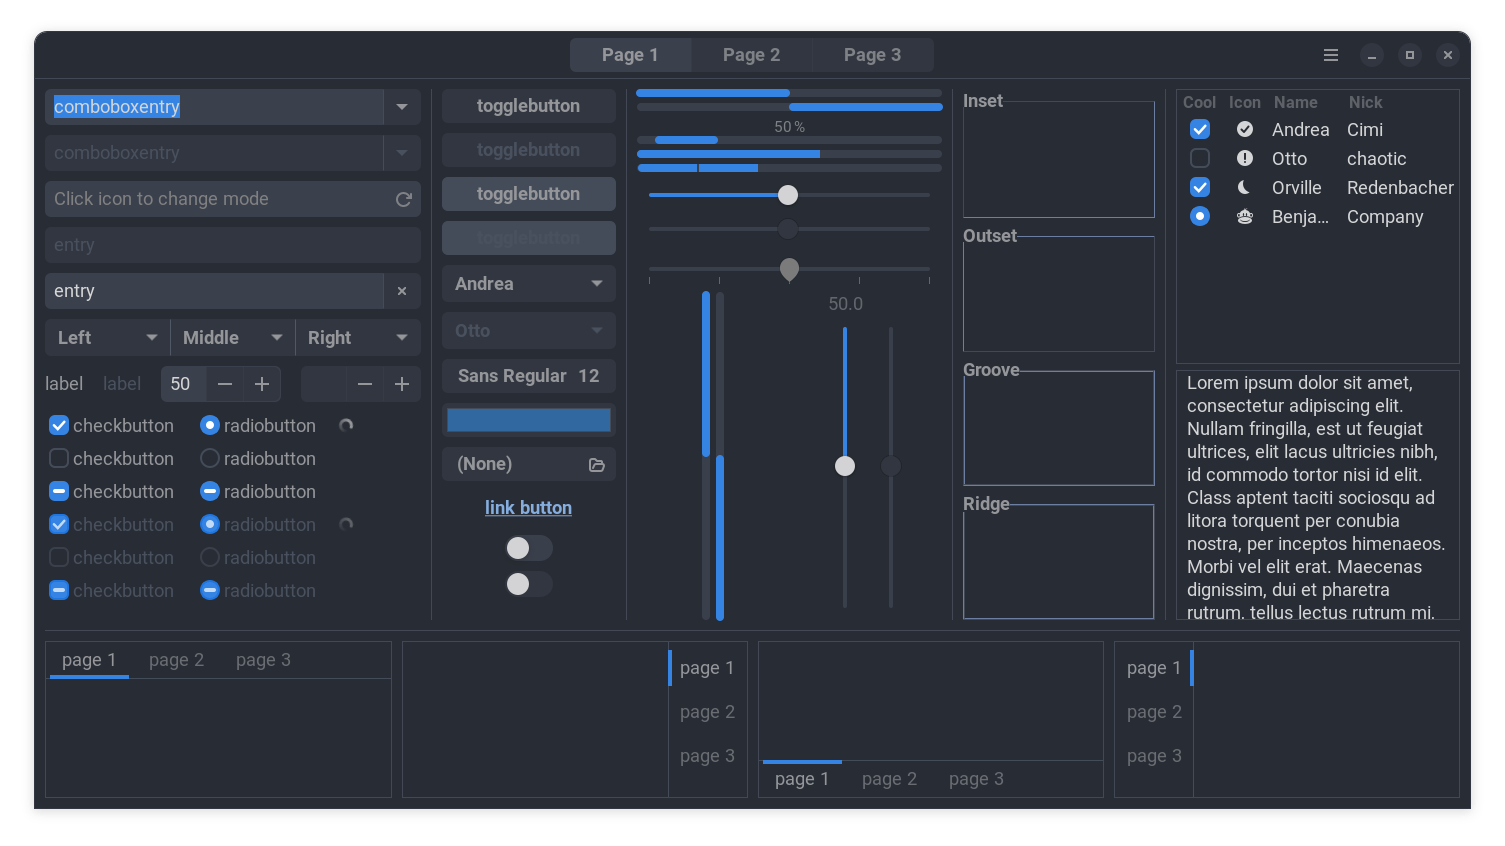 Page 1 Page 2 Page 3
comboboxentry
comboboxentry
Click icon to change mode
entry
entry
Left Middle Right
label label 50
checkbutton radiobutton
checkbutton radiobutton
checkbutton radiobutton
checkbutton radiobutton
checkbutton radiobutton
checkbutton radiobutton
togglebutton
togglebutton
togglebutton
togglebutton
Andrea
Otto
Sans Regular 12
(None)
link button
50 %
50.0
Inset
Outset
Groove
Ridge
Cool Icon Name Nick
Andrea Cimi
Otto chaotic
Orville Redenbacher
Benja... Company
Lorem ipsum dolor sit amet,
consectetur adipiscing elit.
Nullam fringilla, est ut feugiat
ultrices, elit lacus ultricies nibh,
id commodo tortor nisi id elit.
Class aptent taciti sociosqu ad
litora torquent per conubia
nostra, per inceptos himenaeos.
Morbi vel elit erat. Maecenas
dignissim, dui et pharetra
rutrum, tellus lectus rutrum mi,
page 1 page 2 page 3
page 1
page 2
page 3
page 1 page 2 page 3
page 1
page 2
page 3